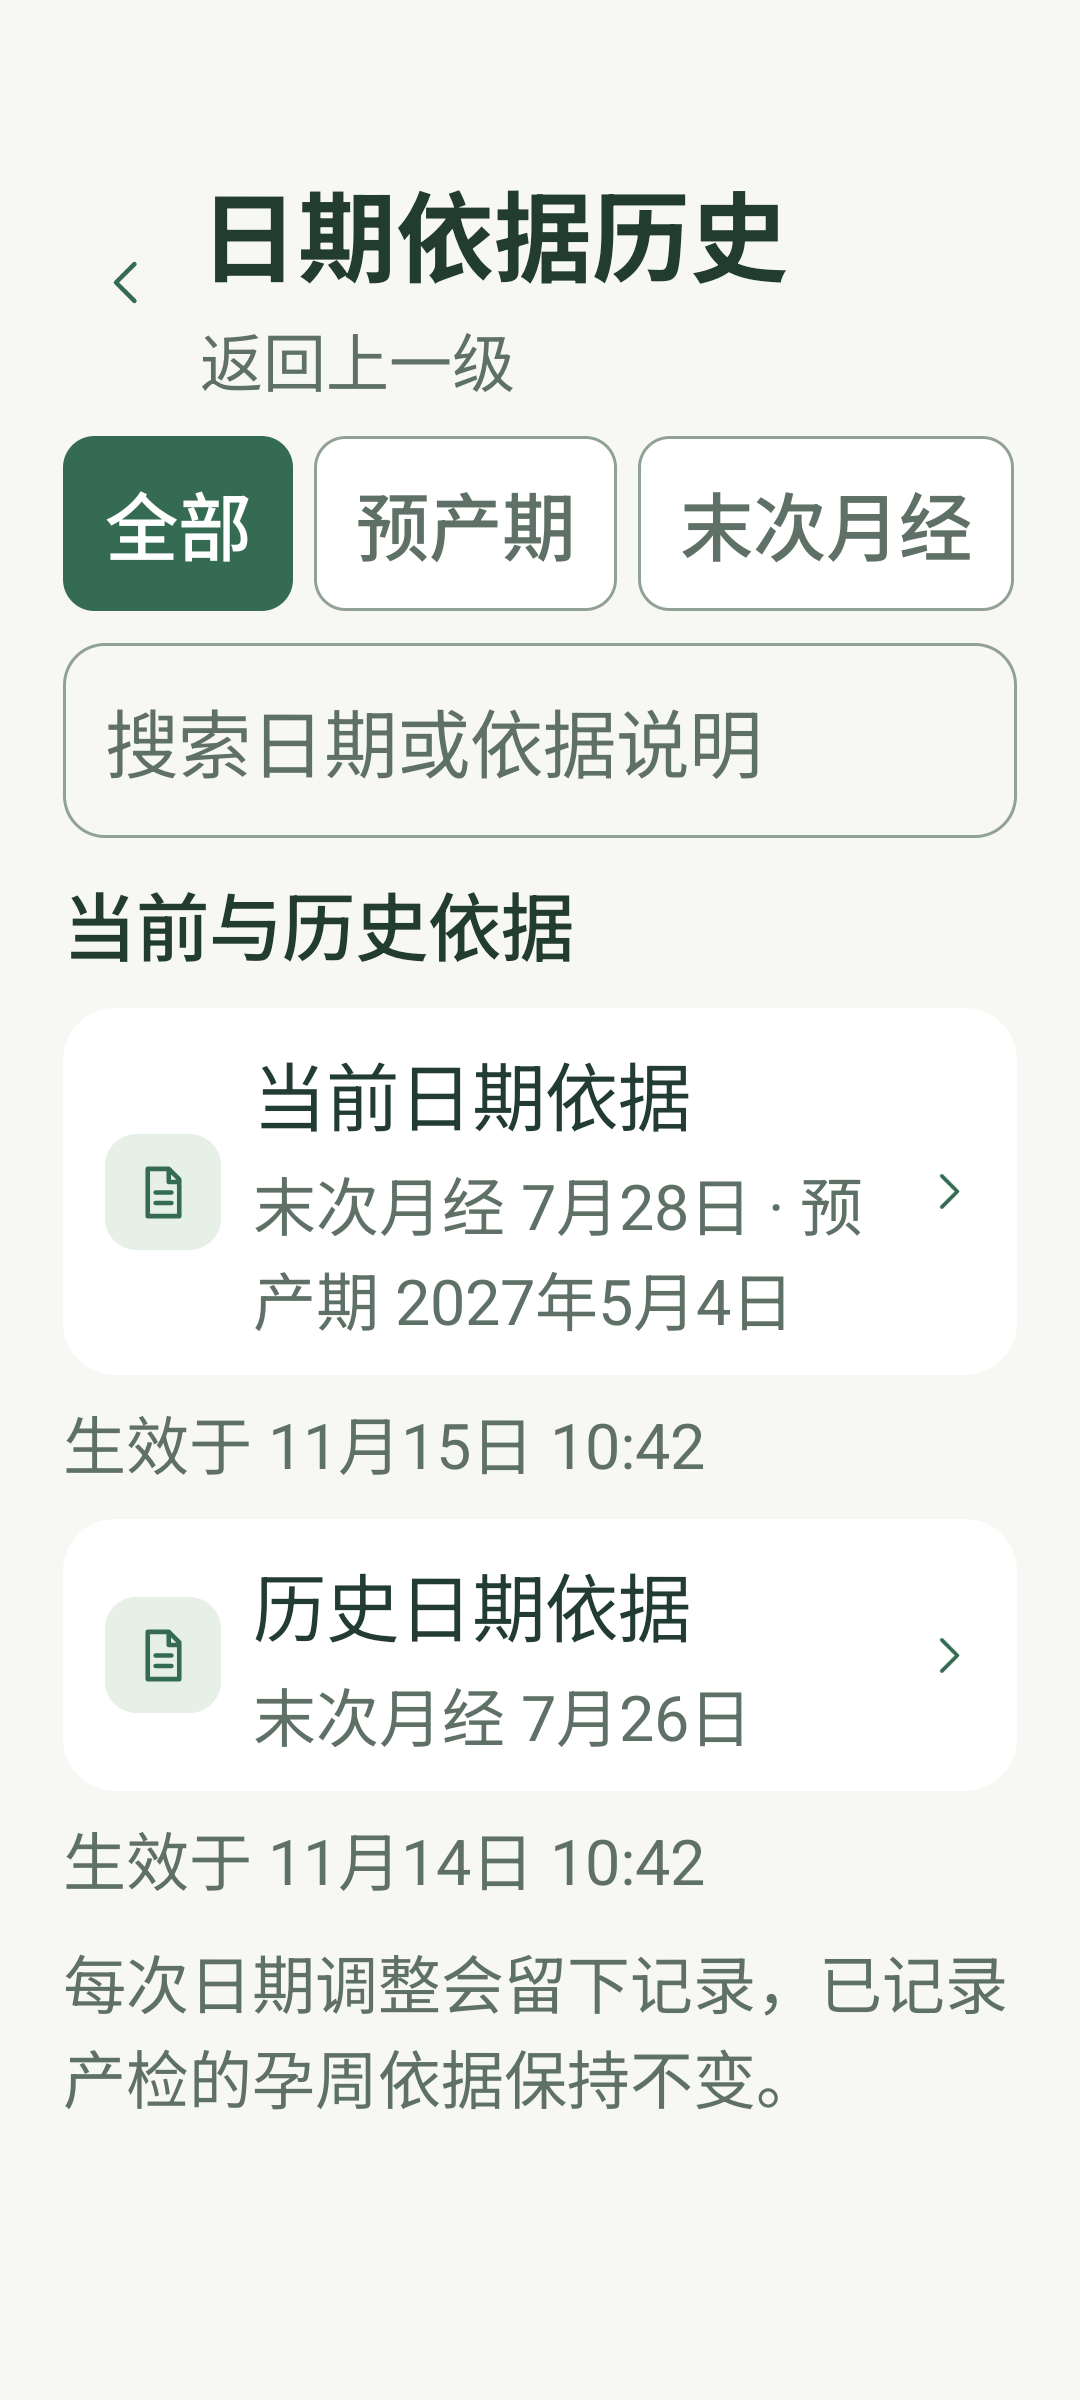 日期依据历史
返回上一级
全部
预产期
末次月经
搜索日期或依据说明
当前与历史依据
当前日期依据
末次月经 7月28日 · 预
产期 2027年5月4日
生效于 11月15日 10:42
历史日期依据
末次月经 7月26日
生效于 11月14日 10:42
每次日期调整会留下记录，已记录
产检的孕周依据保持不变。